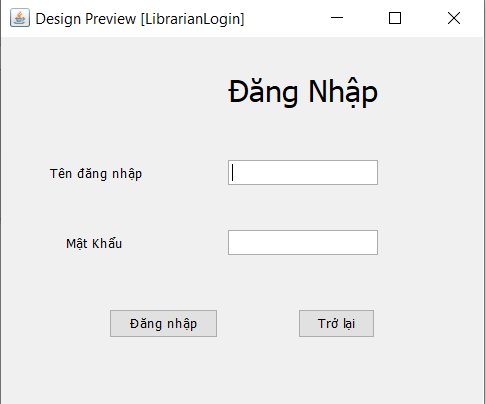 Design Preview [LibrarianLogin]
Đăng Nhập
Tên đăng nhập
Mật Khẩu
Đăng nhập Trở lại